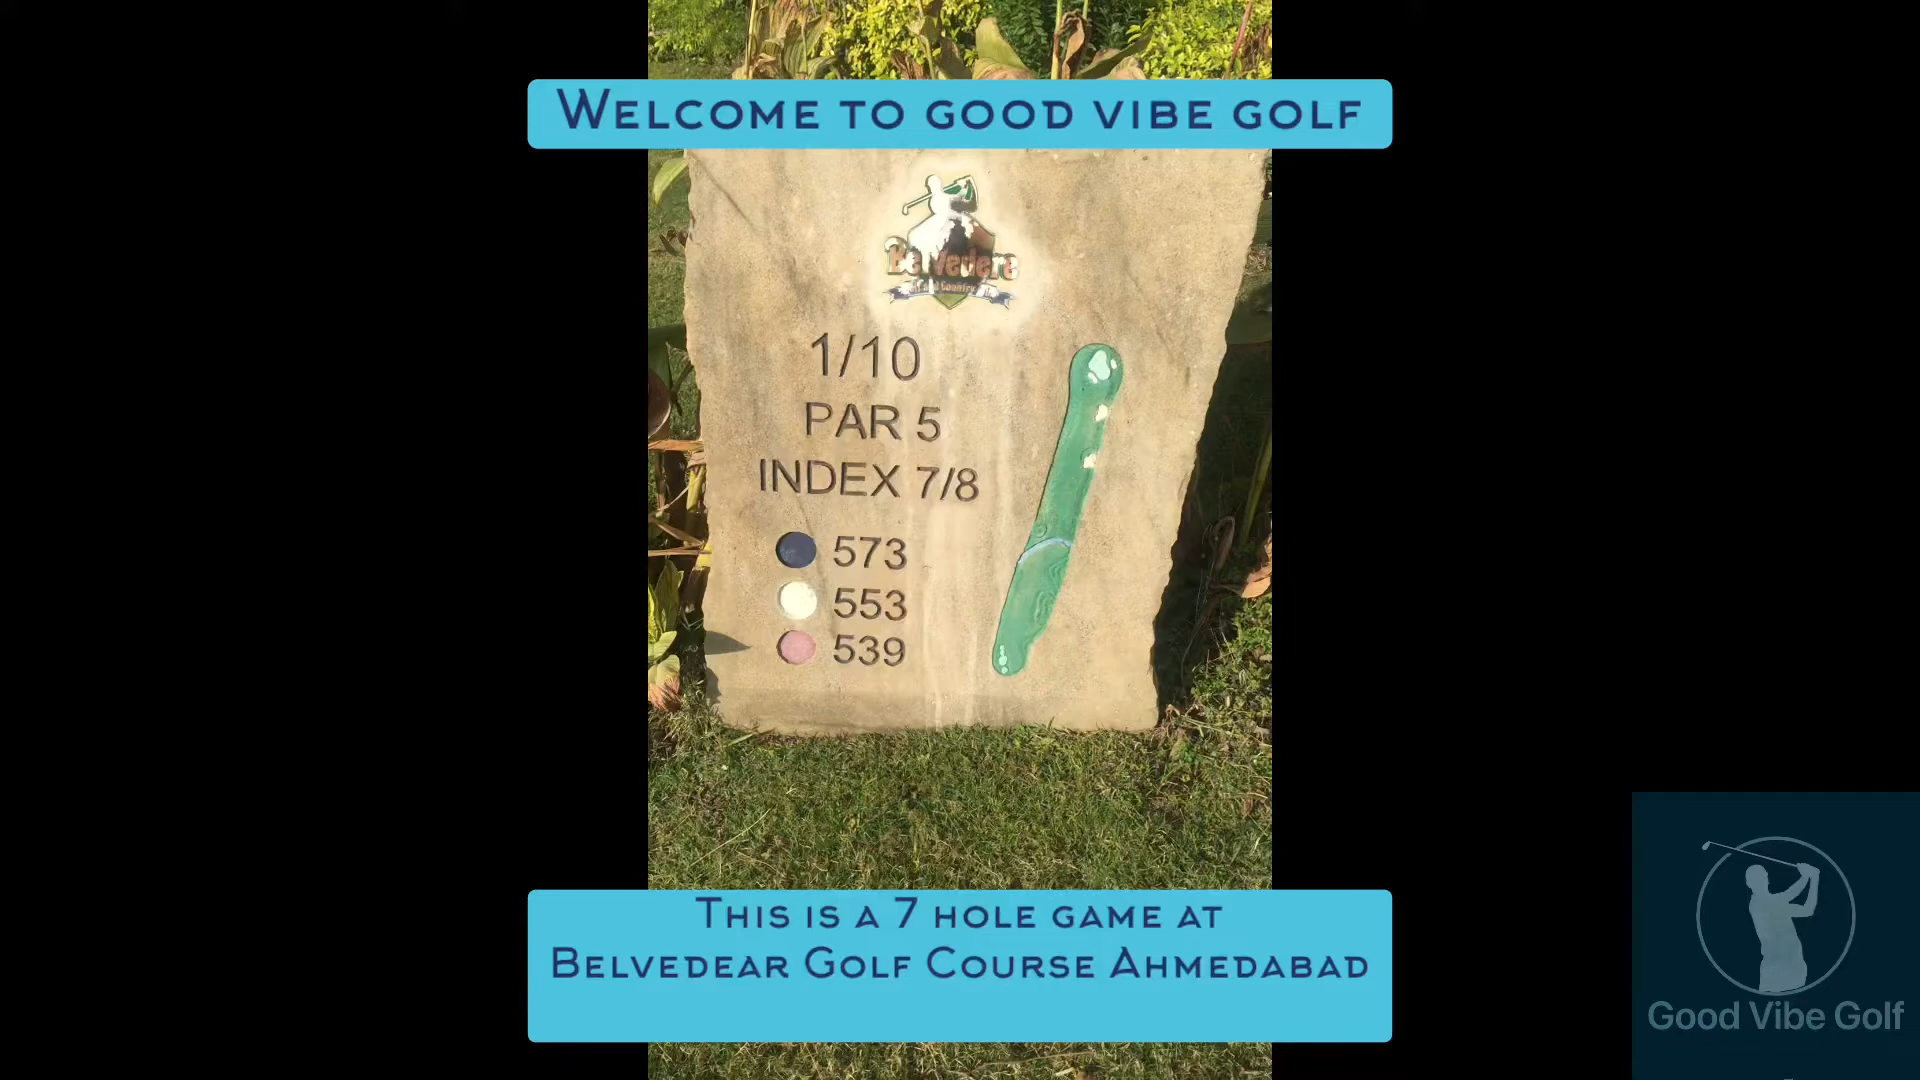 WELCOME TO GOOD VIBE GOLF
Belvedere
1/10
PAR 5
INDEX 7/8
573
553
539
THIS IS A 7 HOLE GAME AT
BELVEDEAR GOLF COURSE AHMEDABAD
Good Vibe Golf